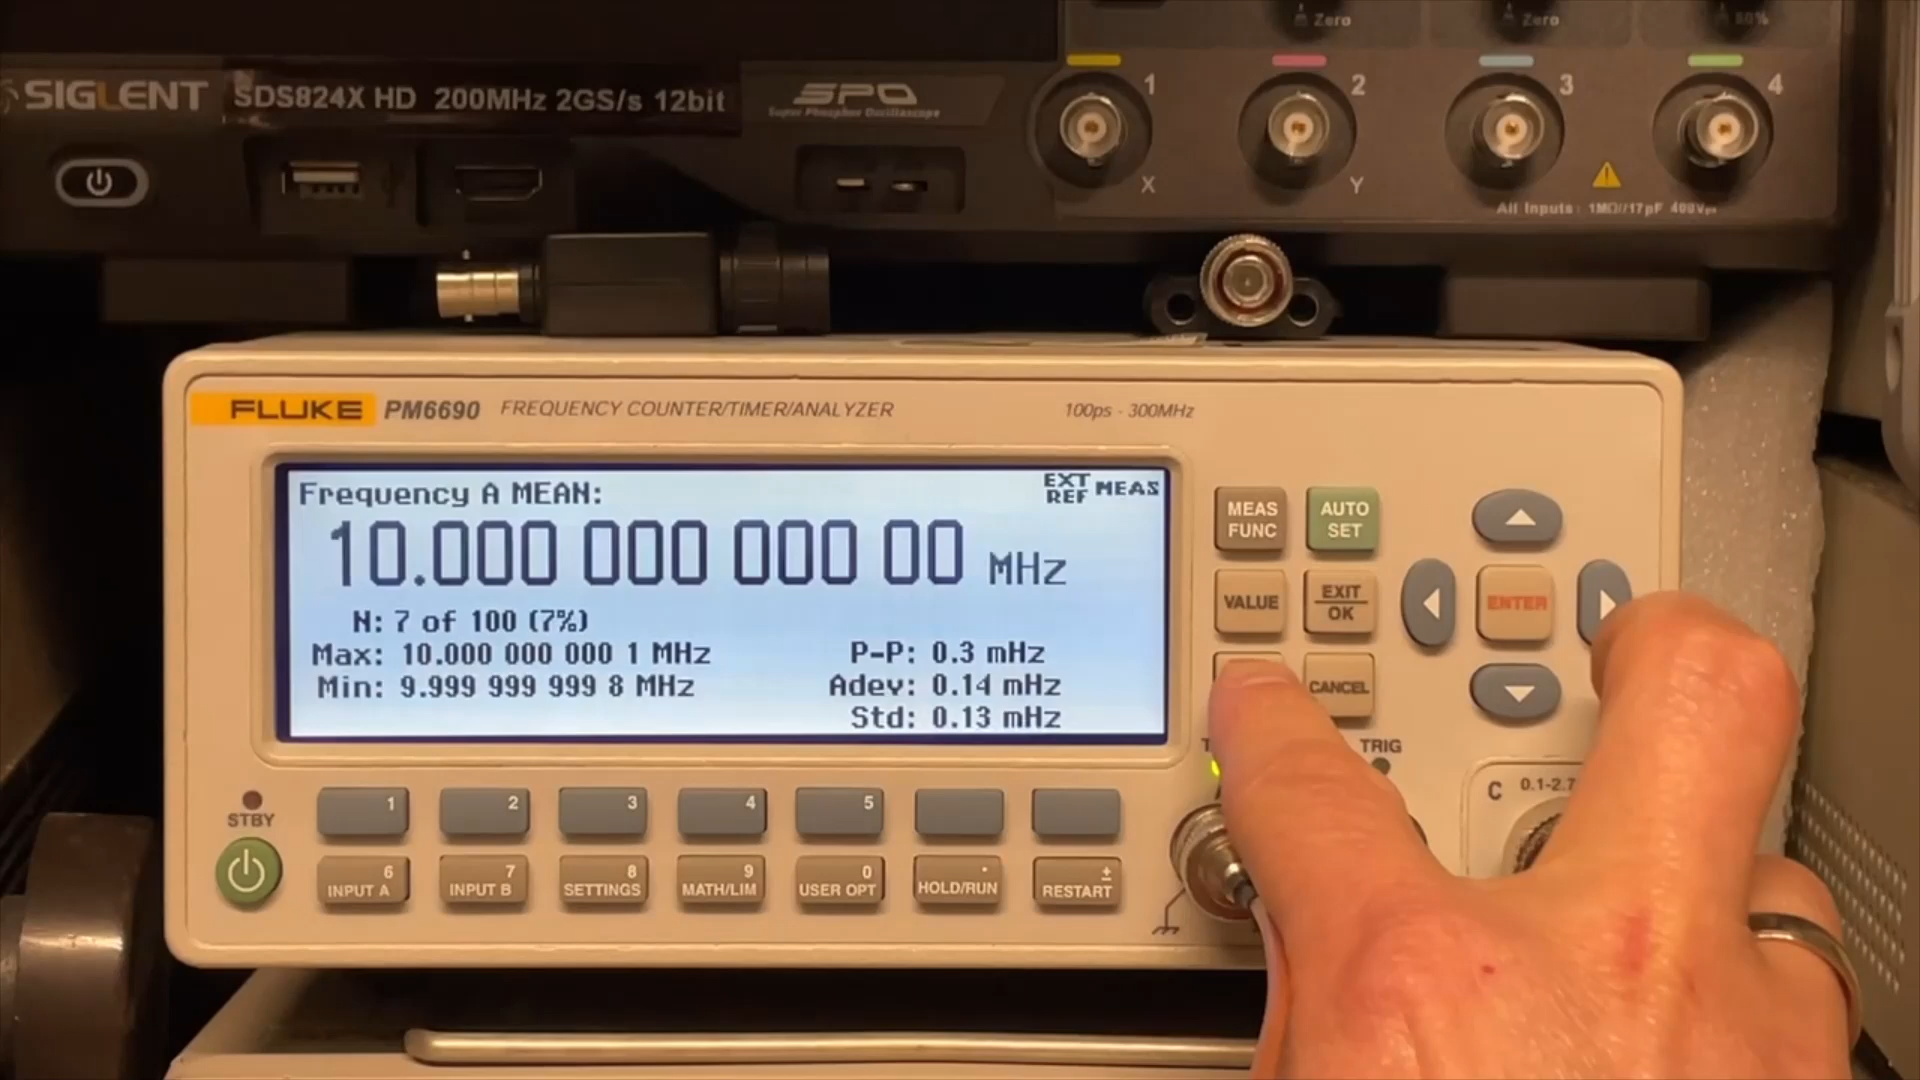 Zero
Zero
50%
SIGLENT
SDS824X HD 200MHz 2GS/s 12bit
SPO
Super Phosphor Oscilloscope
1
2
3
4
X
Y
All Inputs : 1MΩ//17pF 400Vpk
FLUKE PM6690 FREQUENCY COUNTER/TIMER/ANALYZER 100ps - 300MHz
Frequency A MEAN:
EXT REF MEAS
10.000 000 000 00 MHz
N: 7 of 100 (7%)
Max: 10.000 000 000 1 MHz
P-P: 0.3 mHz
Min: 9.999 999 999 8 MHz
Adev: 0.14 mHz
Std: 0.13 mHz
MEAS FUNC
AUTO SET
VALUE
EXIT OK
ENTER
CANCEL
TRIG
C 0.1-2.7
STBY
1
2
3
4
5
6 INPUT A
7 INPUT B
8 SETTINGS
9 MATH/LIM
0 USER OPT
. HOLD/RUN
± RESTART